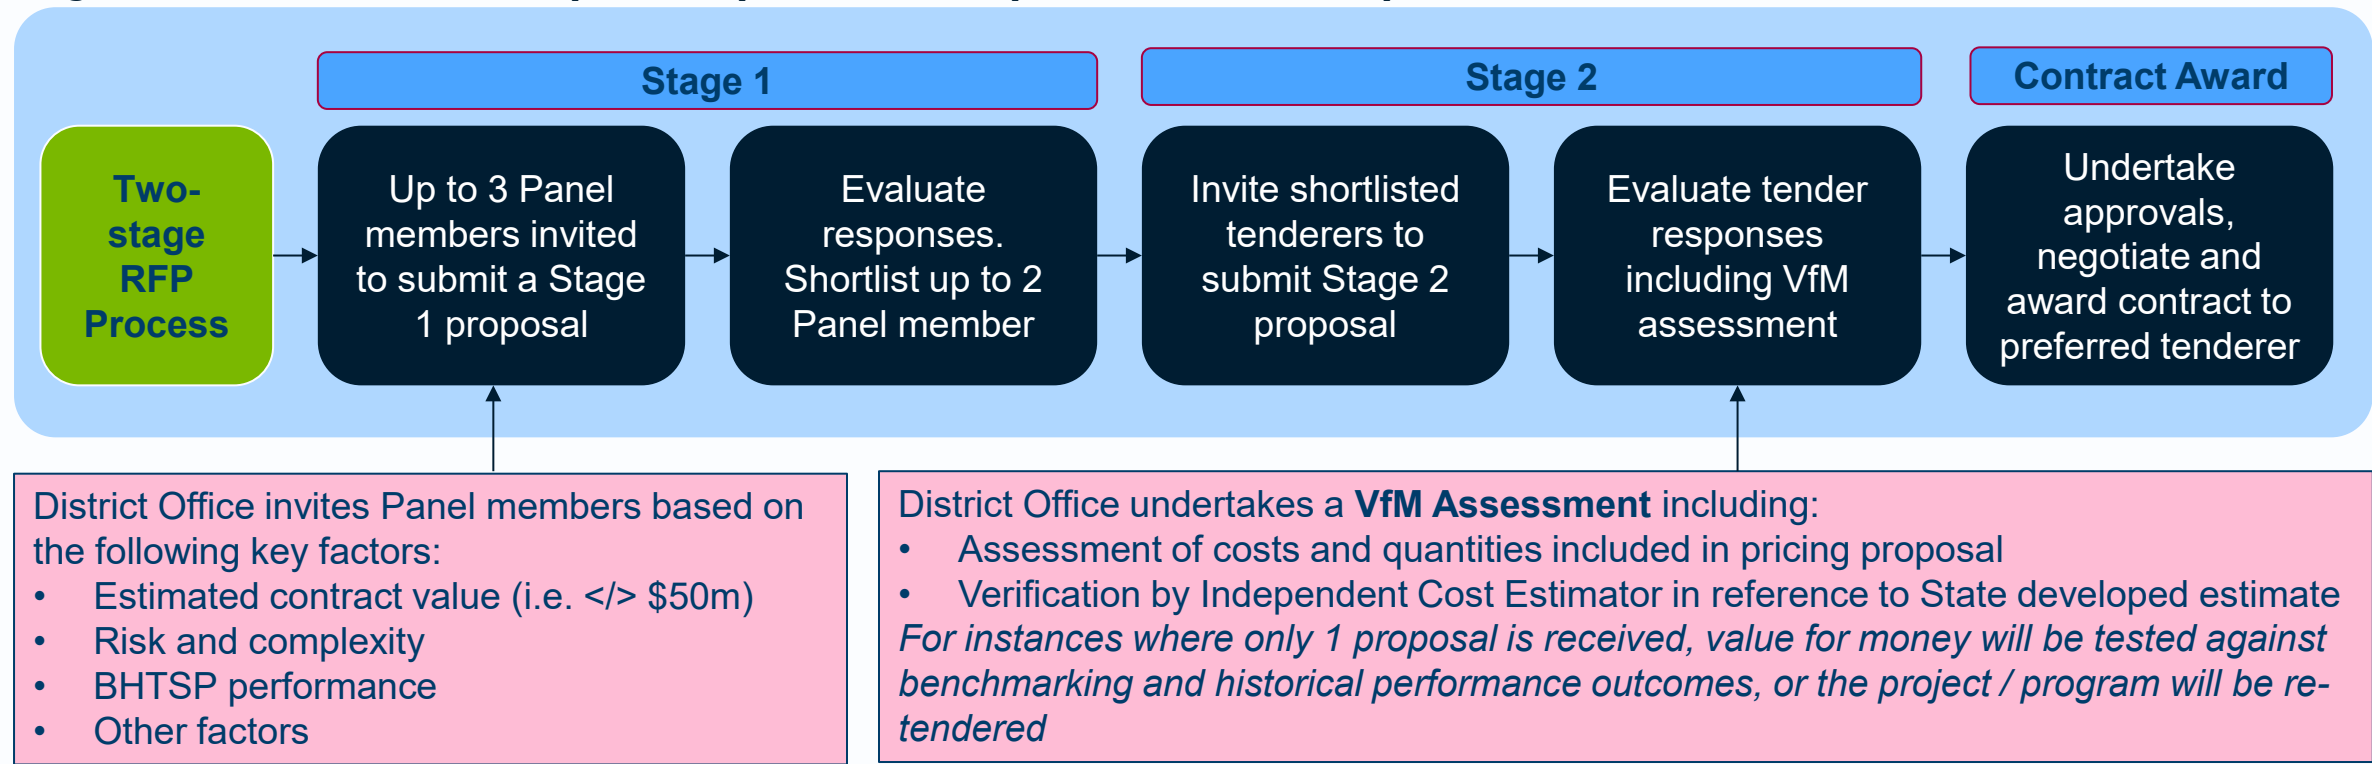 Stage 1
Stage 2
Contract Award
Two-
stage
RFP
Process
Up to 3 Panel
members invited
to submit a Stage
1 proposal
Evaluate
responses.
Shortlist up to 2
Panel member
Invite shortlisted
tenderers to
submit Stage 2
proposal
Evaluate tender
responses
including VfM
assessment
Undertake
approvals,
negotiate and
award contract to
preferred tenderer
District Office invites Panel members based on
the following key factors:
• Estimated contract value (i.e. </> $50m)
• Risk and complexity
• BHTSP performance
• Other factors
District Office undertakes a VfM Assessment including:
• Assessment of costs and quantities included in pricing proposal
• Verification by Independent Cost Estimator in reference to State developed estimate
For instances where only 1 proposal is received, value for money will be tested against
benchmarking and historical performance outcomes, or the project / program will be re-
tendered